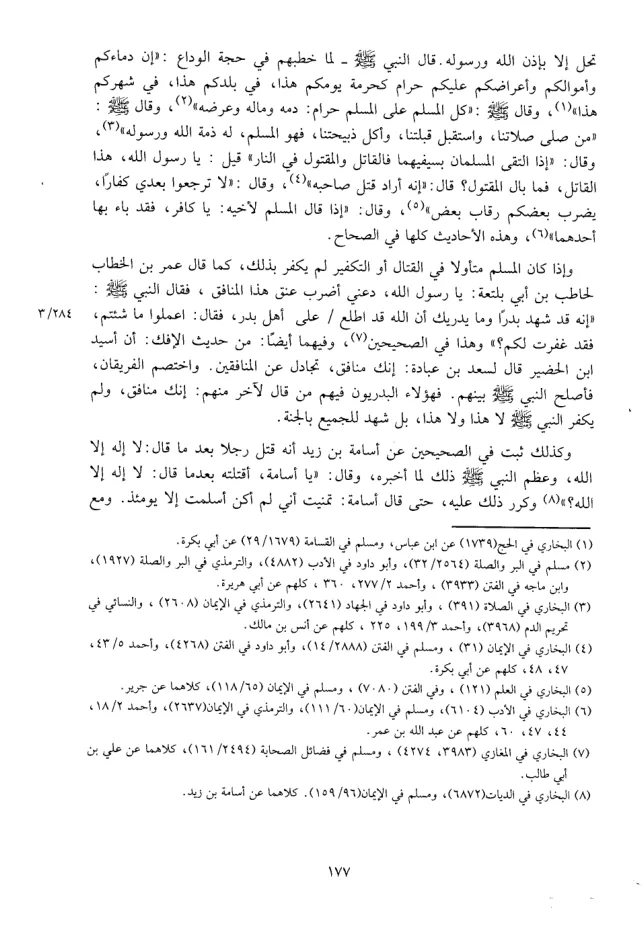 تحل إلا بإذن الله ورسوله. قال النبي ﷺ ـ لما خطبهم في حجة الوداع : «إن دماءكم
وأموالكم وأعراضكم عليكم حرام كحرمة يومكم هذا، في بلدكم هذا، في شهركم
هذا»(١)، وقال ﷺ : «كل المسلم على المسلم حرام: دمه وماله وعرضه»(٢)، وقال ﷺ :
«من صلى صلاتنا، واستقبل قبلتنا، وأكل ذبيحتنا، فهو المسلم، له ذمة الله ورسوله»(٣)،
وقال: «إذا التقى المسلمان بسيفيهما فالقاتل والمقتول في النار» قيل : يا رسول الله، هذا
القاتل، فما بال المقتول؟ قال: «إنه أراد قتل صاحبه»(٤)، وقال : «لا ترجعوا بعدي كفارًا،
يضرب بعضكم رقاب بعض»(٥)، وقال: «إذا قال المسلم لأخيه: يا كافر، فقد باء بها
أحدهما»(٦)، وهذه الأحاديث كلها في الصحاح.
وإذا كان المسلم متأولا في القتال أو التكفير لم يكفر بذلك، كما قال عمر بن الخطاب
لحاطب بن أبي بلتعة: يا رسول الله، دعني أضرب عنق هذا المنافق ، فقال النبي ﷺ :
«إنه قد شهد بدرًا وما يدريك أن الله قد اطلع / على أهل بدر، فقال: اعملوا ما شئتم،
٣/٢٨٤
فقد غفرت لكم؟» وهذا في الصحيحين(٧)، وفيهما أيضًا: من حديث الإفك: أن أسيد
ابن الحضير قال لسعد بن عبادة: إنك منافق، تجادل عن المنافقين. واختصم الفريقان،
فأصلح النبي ﷺ بينهم. فهؤلاء البدريون فيهم من قال لآخر منهم: إنك منافق، ولم
يكفر النبي ﷺ لا هذا ولا هذا، بل شهد للجميع بالجنة.
وكذلك ثبت في الصحيحين عن أسامة بن زيد أنه قتل رجلا بعد ما قال: لا إله إلا
الله، وعظم النبي ﷺ ذلك لما أخبره، وقال: «يا أسامة، أقتلته بعدما قال: لا إله إلا
الله؟»(٨) وكرر ذلك عليه، حتى قال أسامة: تمنيت أني لم أكن أسلمت إلا يومئذ. ومع
(١) البخاري في الحج(١٧٣٩) عن ابن عباس، ومسلم في القسامة (٢٩/١٦٧٩) عن أبي بكرة.
(٢) مسلم في البر والصلة (٣٢/٢٥٦٤)، وأبو داود في الأدب (٤٨٨٢)، والترمذي في البر والصلة (١٩٢٧)،
وابن ماجه في الفتن (٣٩٣٣)، وأحمد ٢٧٧/٢، ٣٦٠ ، كلهم عن أبي هريرة.
(٣) البخاري في الصلاة (٣٩١) ، وأبو داود في الجهاد (٢٦٤١)، والترمذي في الإيمان (٢٦٠٨) ، والنسائي في
تحريم الدم (٣٩٦٨)، وأحمد ١٩٩/٣، ٢٢٥ ، كلهم عن أنس بن مالك.
(٤) البخاري في الإيمان (٣١) ، ومسلم في الفتن (١٤/٢٨٨٨)، وأبو داود في الفتن (٤٢٦٨)، وأحمد ٤٣/٥،
٤٧، ٤٨، كلهم عن أبي بكرة.
(٥) البخاري في العلم (١٢١) ، وفي الفتن (٧٠٨٠) ، ومسلم في الإيمان (١١٨/٦٥)، كلاهما عن جرير.
(٦) البخاري في الأدب (٦١٠٤)، ومسلم في الإيمان(١١١/٦٠)، والترمذي في الإيمان(٢٦٣٧)، وأحمد ١٨/٢،
٤٤، ٤٧، ٦٠، كلهم عن عبد الله بن عمر.
(٧) البخاري في المغازي (٣٩٨٣، ٤٢٧٤) ، ومسلم في فضائل الصحابة (١٦١/٢٤٩٤)، كلاهما عن علي بن
أبي طالب.
(٨) البخاري في الديات(٦٨٧٢)، ومسلم في الإيمان(١٥٩/٩٦). كلاهما عن أسامة بن زيد.
١٧٧